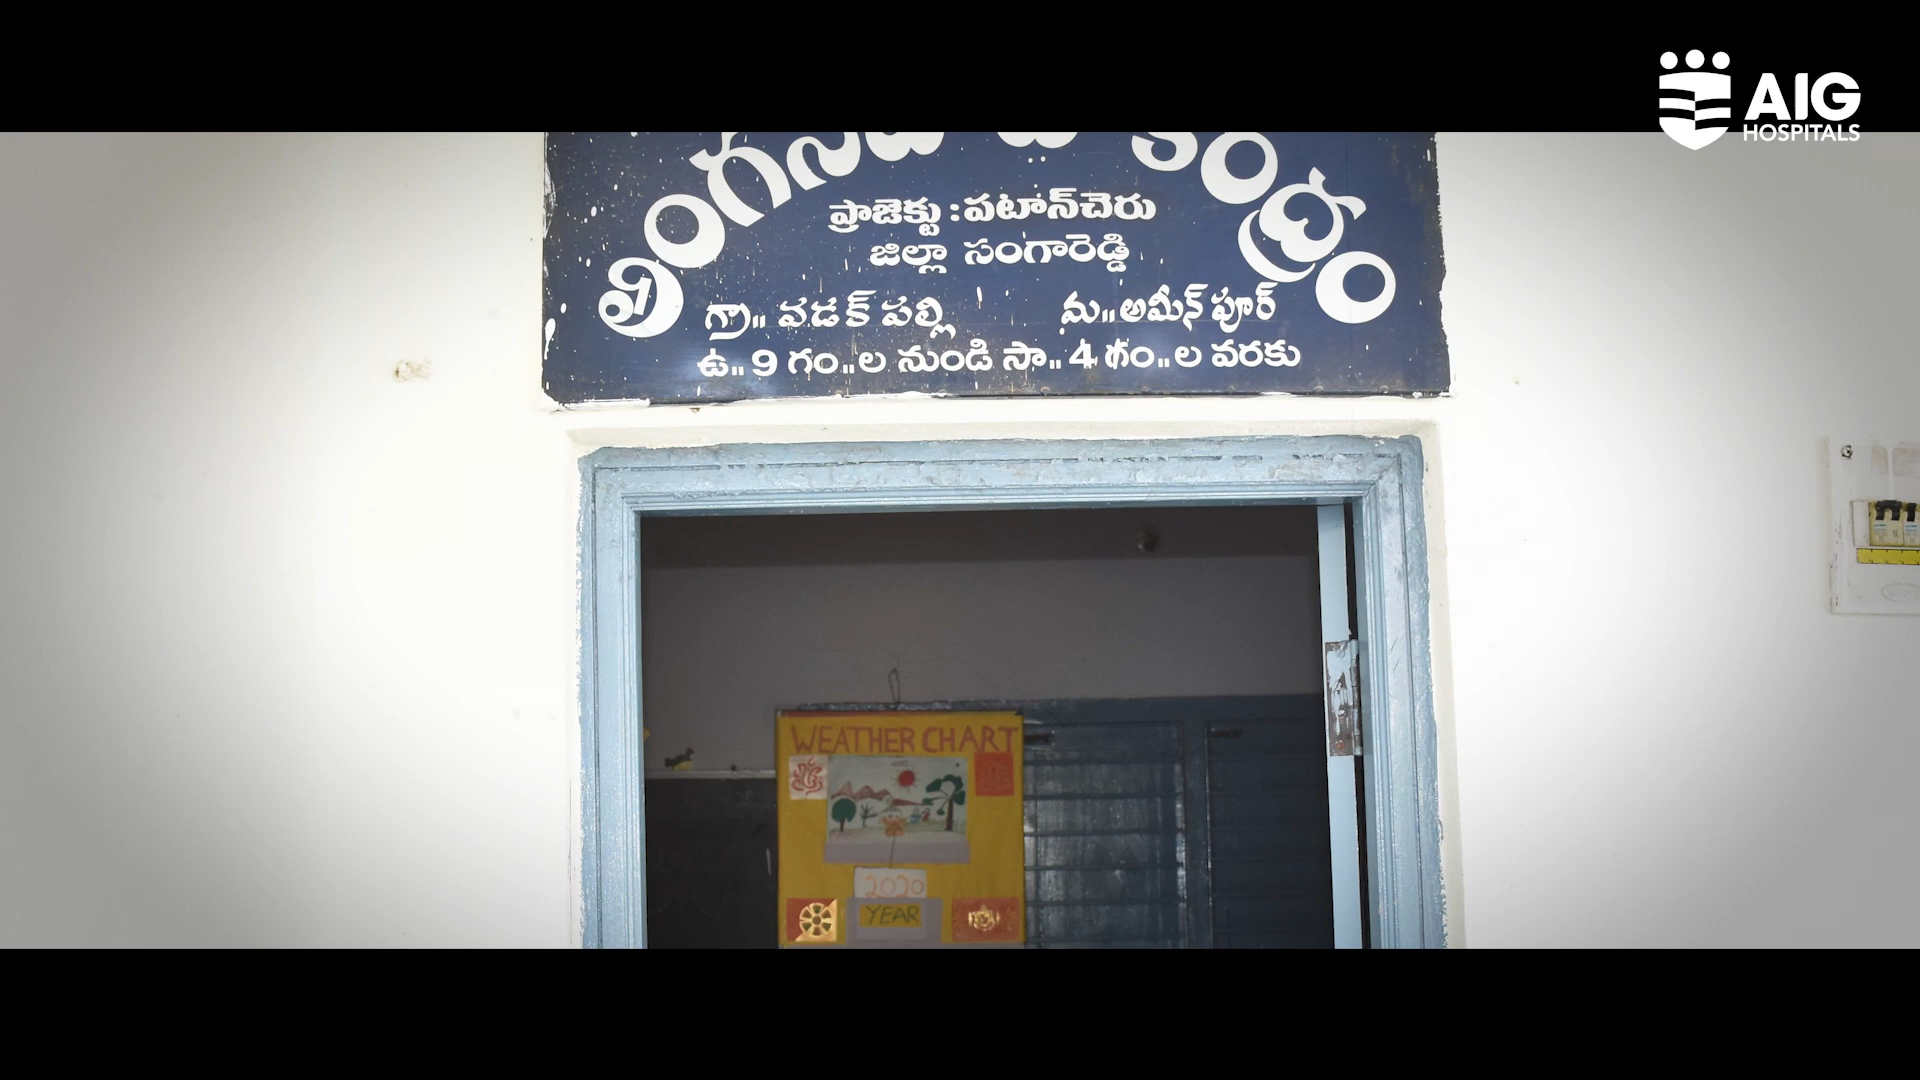 AIG
HOSPITALS
ప్రాజెక్టు : పటాన్‌చెరు
జిల్లా సంగారెడ్డి
గ్రా.. వడక్ పల్లి మ.. అమీన్ పూర్
ఉ.. 9 గం..ల నుండి సా.. 4 గం..ల వరకు
WEATHER CHART
2020
YEAR